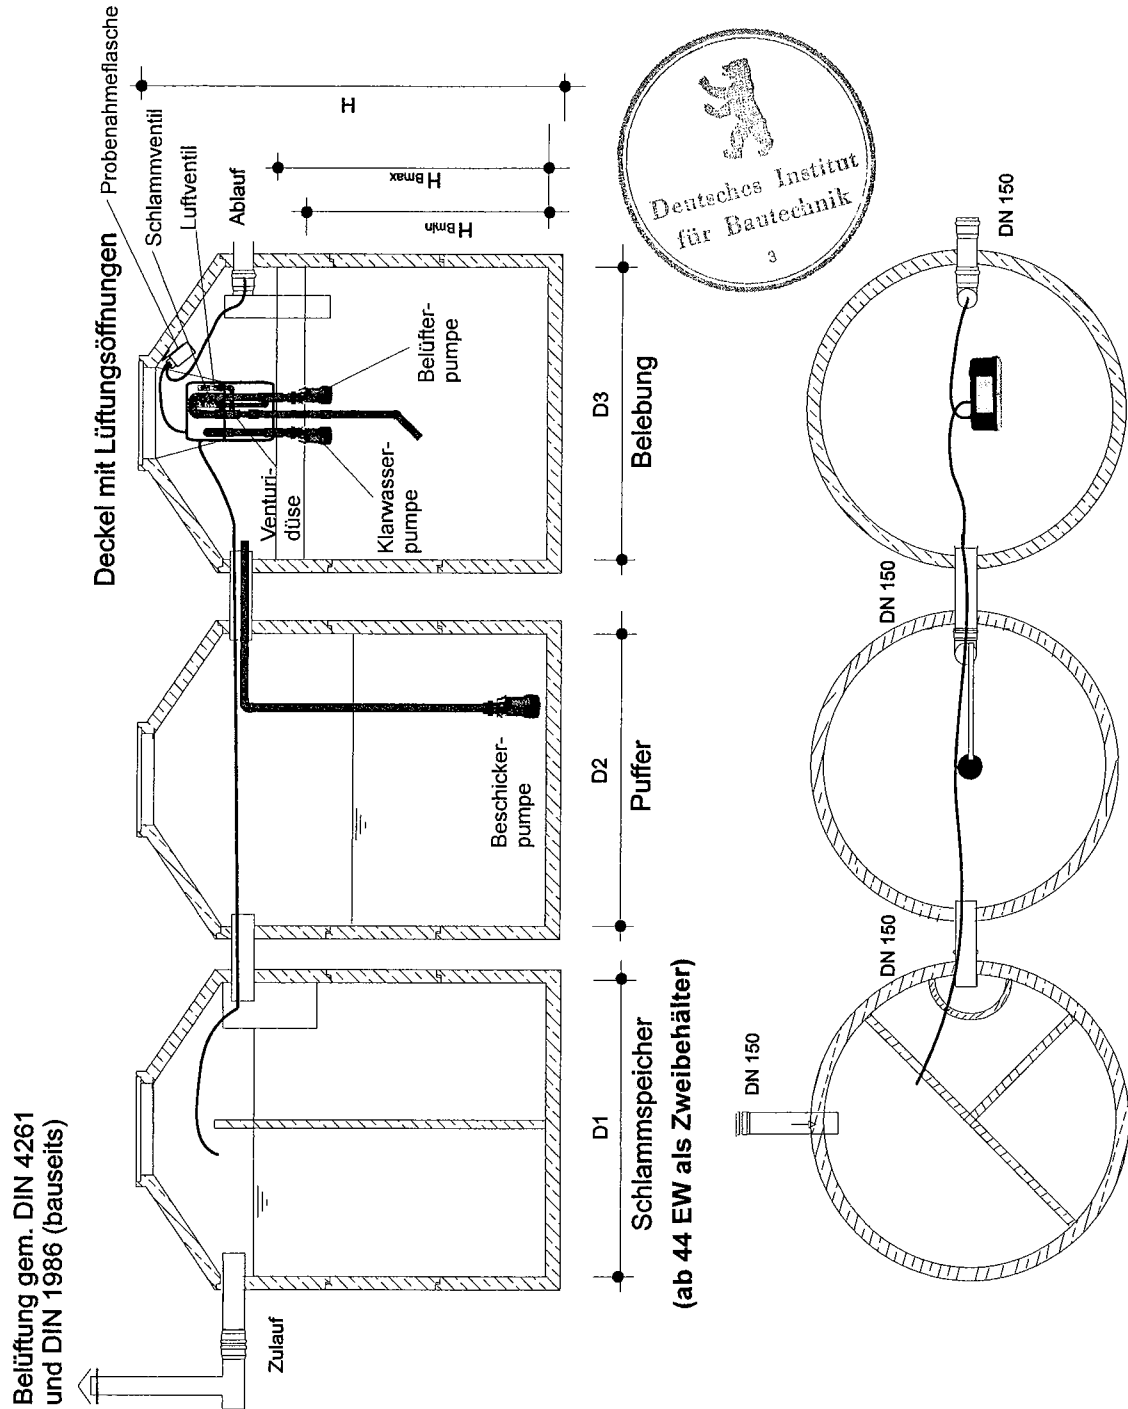 Belüftung gem. DIN 4261
und DIN 1986 (bauseits)
Deckel mit Lüftungsöffnungen
Probenahmeflasche
Schlammventil
Luftventil
Ablauf
Zulauf
H
H Bmax
H Bmin
Venturi-
düse
Klarwasser-
pumpe
Belüfter-
pumpe
Beschicker-
pumpe
D1
D2
D3
Schlammspeicher
(ab 44 EW als Zweibehälter)
Puffer
Belebung
DN 150
DN 150
DN 150
DN 150
Deutsches Institut
für Bautechnik
3